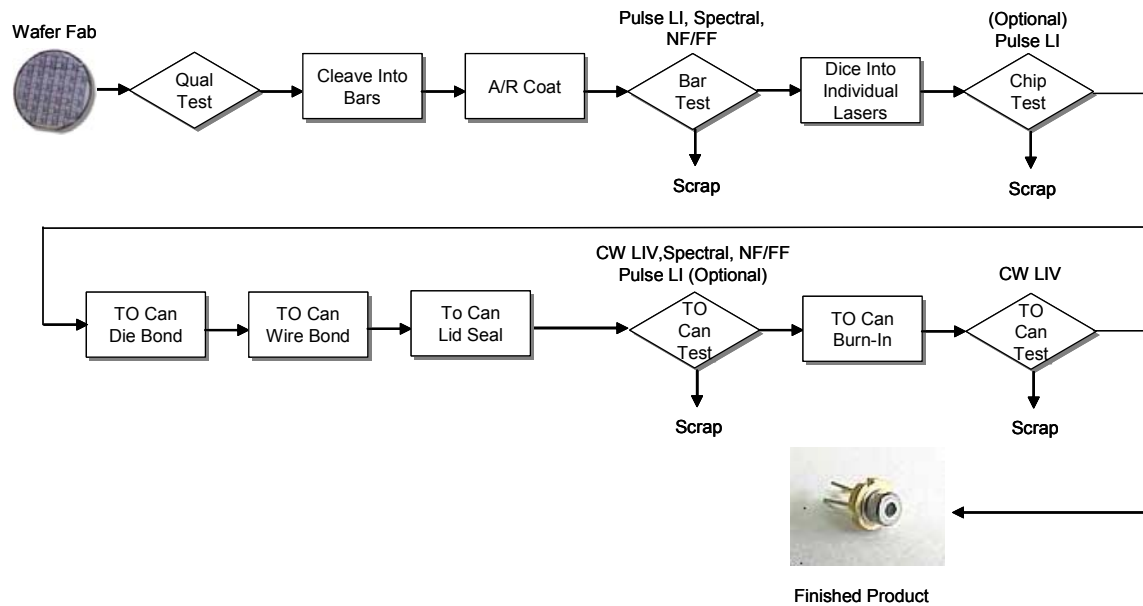 Wafer Fab
Qual
Test
Cleave Into
Bars
A/R Coat
Pulse LI, Spectral,
NF/FF
Bar
Test
Scrap
Dice Into
Individual
Lasers
(Optional)
Pulse LI
Chip
Test
Scrap
TO Can
Die Bond
TO Can
Wire Bond
To Can
Lid Seal
CW LIV,Spectral, NF/FF
Pulse LI (Optional)
TO
Can
Test
Scrap
TO Can
Burn-In
CW LIV
TO
Can
Test
Scrap
Finished Product